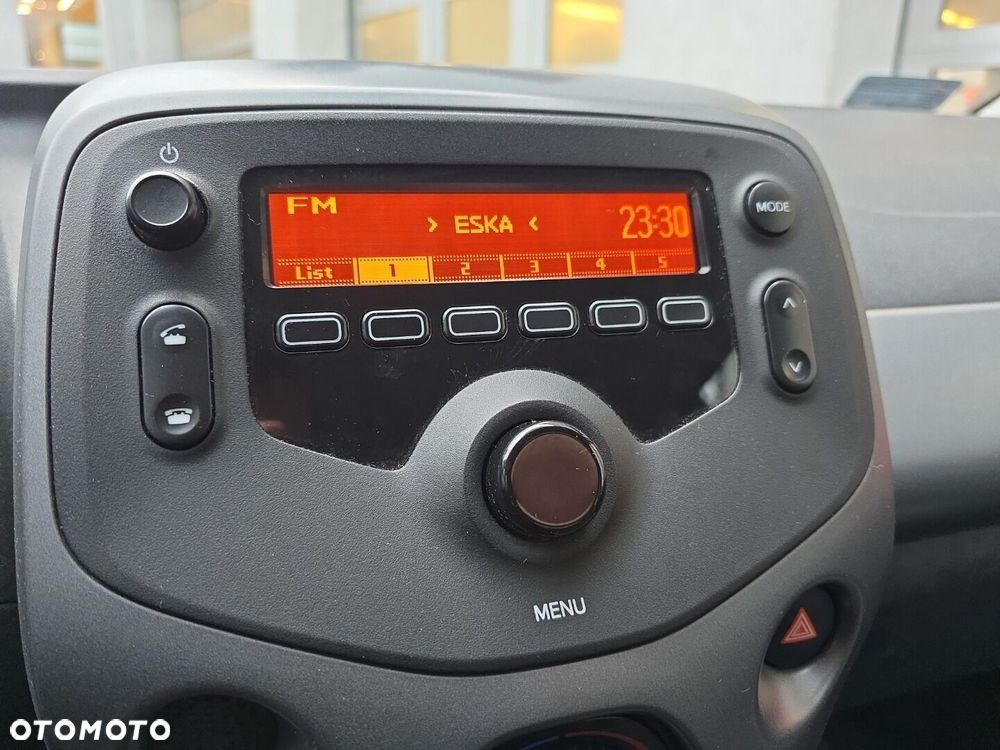 FM
> ESKA <
23:30
List 1 2 3 4 5
MODE
MENU
OTOMOTO